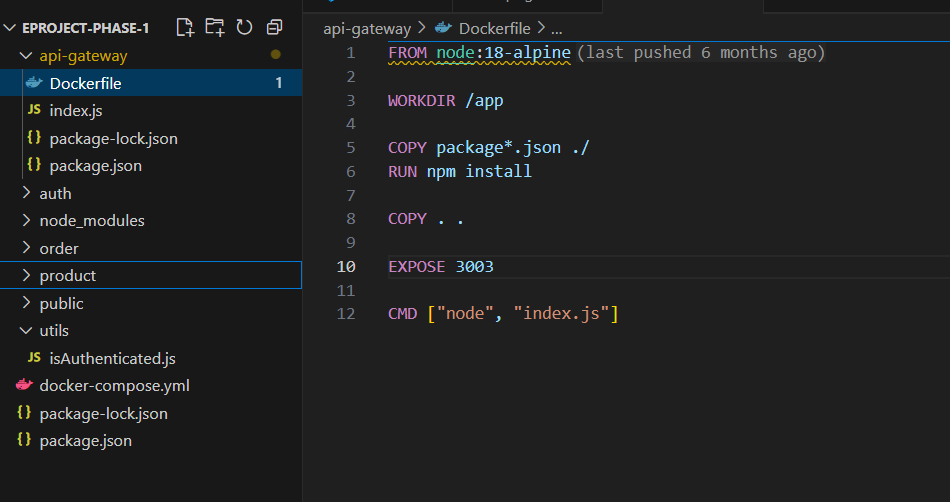 EPROJECT-PHASE-1
api-gateway
Dockerfile 1
JS index.js
{} package-lock.json
{} package.json
auth
node_modules
order
product
public
utils
JS isAuthenticated.js
docker-compose.yml
{} package-lock.json
{} package.json
api-gateway > Dockerfile > ...
1 FROM node:18-alpine (last pushed 6 months ago)
2
3 WORKDIR /app
4
5 COPY package*.json ./
6 RUN npm install
7
8 COPY . .
9
10 EXPOSE 3003
11
12 CMD ["node", "index.js"]